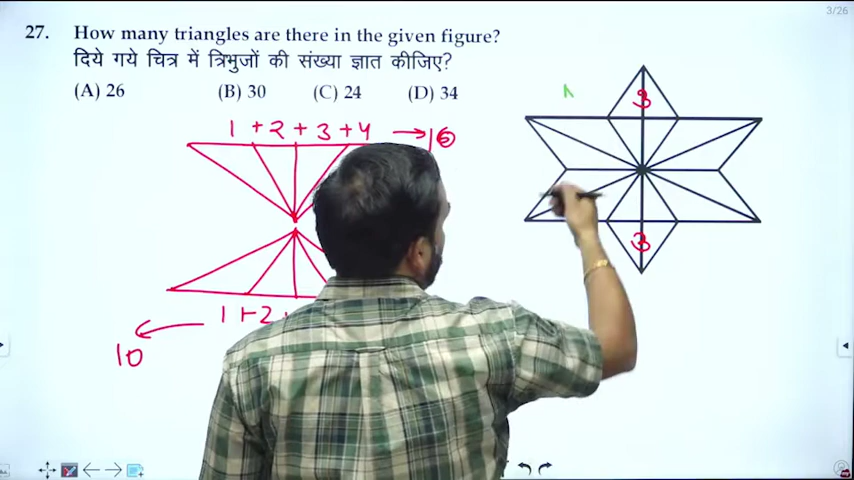 3/26
27. How many triangles are there in the given figure?
दिये गये चित्र में त्रिभुजों की संख्या ज्ञात कीजिए?
(A) 26 (B) 30 (C) 24 (D) 34
3
1 + 2 + 3 + 4 → 10
3
1 + 2
10